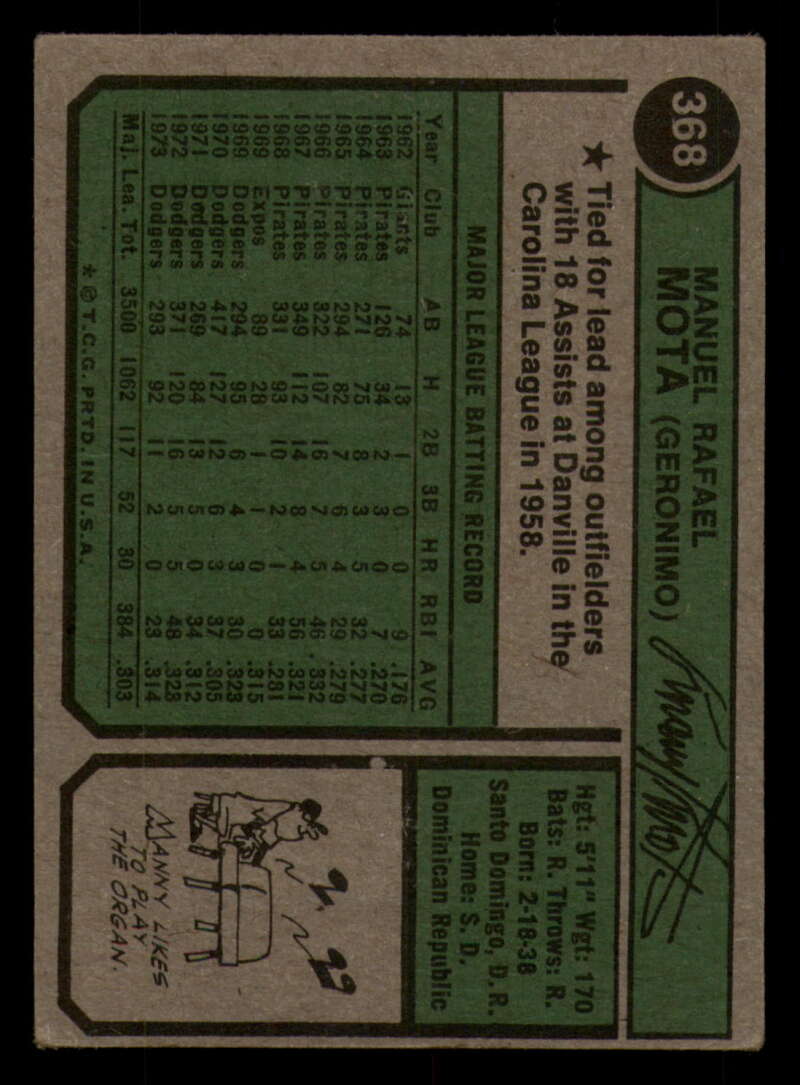 368
MANUEL RAFAEL
MOTA (GERONIMO)
Manny Mota
★ Tied for lead among outfielders
with 18 Assists at Danville in the
Carolina League in 1958.
MAJOR LEAGUE BATTING RECORD
Year Club AB H 2B 3B HR RBI AVG
1962 Giants 74 13 1 0 0 9 .176
1963 Pirates 126 34 2 3 0 7 .270
1964 Pirates 271 75 8 3 5 32 .277
1965 Pirates 294 82 7 6 4 29 .279
1966 Pirates 322 107 16 7 5 46 .332
1967 Pirates 349 112 14 8 4 56 .321
1968 Pirates 331 93 10 2 1 33 .281
1969 Expos 89 28 1 1 0 0 .315
1969 Dodgers 294 95 6 4 3 30 .323
1970 Dodgers 417 127 12 6 3 37 .305
1971 Dodgers 269 84 13 5 0 34 .312
1972 Dodgers 371 120 16 5 5 48 .323
1973 Dodgers 293 92 11 2 0 23 .314
Maj. Lea. Tot. 3500 1062 117 52 30 384 .303
* © T.C.G. PRTD. IN U.S.A.
Hgt: 5'11" Wgt: 170
Bats: R. Throws: R.
Born: 2-18-38
Santo Domingo, D.R.
Home: S. D.
Dominican Republic
MANNY LIKES
TO PLAY
THE ORGAN.